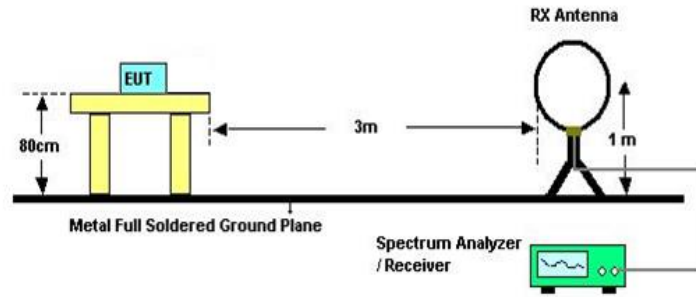 RX Antenna
EUT
3m
80cm
1 m
Metal Full Soldered Ground Plane
Spectrum Analyzer
/ Receiver